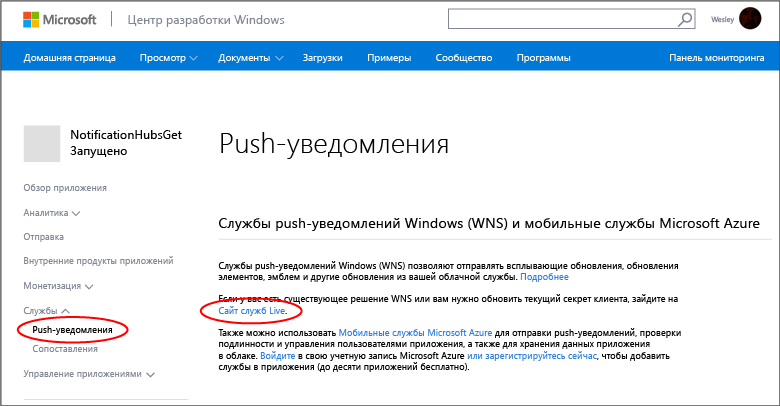 Microsoft
Центр разработки Windows
Wesley
Домашняя страница Просмотр Документы Загрузки Примеры Сообщество Программы Панель мониторинга
NotificationHubsGet
Запущено
Обзор приложения
Аналитика
Отправка
Внутренние продукты приложений
Монетизация
Службы
Push-уведомления
Сопоставления
Управление приложениями
Push-уведомления
Службы push-уведомлений Windows (WNS) и мобильные службы Microsoft Azure
Службы push-уведомлений Windows (WNS) позволяют отправлять всплывающие обновления, обновления
элементов, эмблем и другие обновления из вашей облачной службы. Подробнее
Если у вас есть существующее решение WNS или вам нужно обновить текущий секрет клиента, зайдите на
Сайт служб Live.
Также можно использовать Мобильные службы Microsoft Azure для отправки push-уведомлений, проверки
подлинности и управления пользователями приложения, а также для хранения данных приложения
в облаке. Войдите в свою учетную запись Microsoft Azure или зарегистрируйтесь сейчас, чтобы добавить
службы в приложения (до десяти приложений бесплатно).